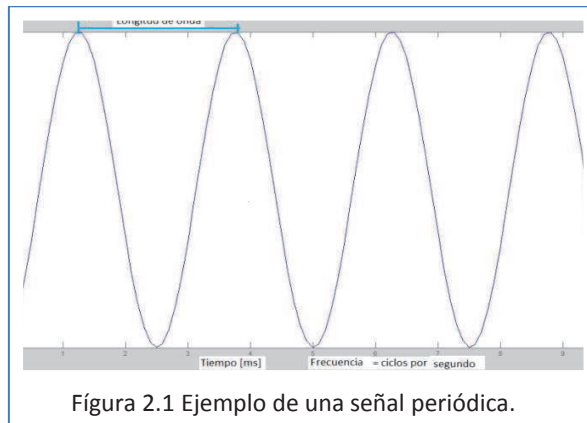 Longitud de onda
1 2 3 4 5 6 7 8 9
Tiempo [ms] Frecuencia = ciclos por segundo
Fígura 2.1 Ejemplo de una señal periódica.